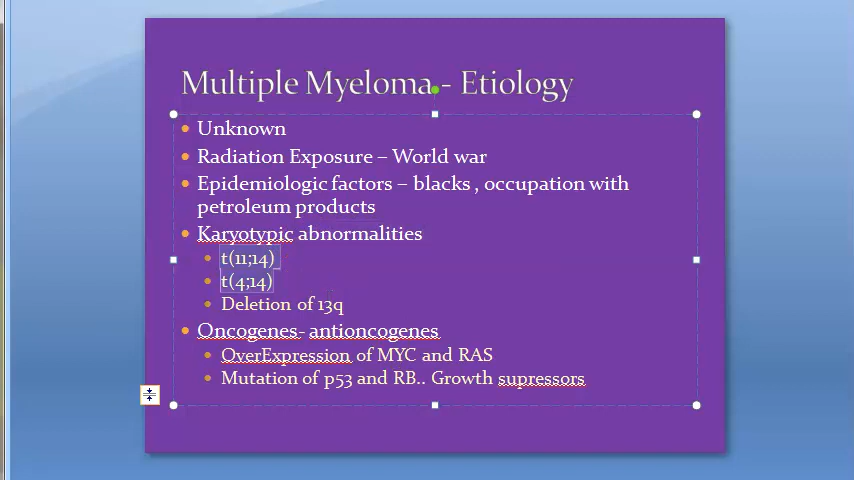 Multiple Myeloma - Etiology
Unknown
Radiation Exposure – World war
Epidemiologic factors – blacks , occupation with
petroleum products
Karyotypic abnormalities
t(11;14)
t(4;14)
Deletion of 13q
Oncogenes- antioncogenes
OverExpression of MYC and RAS
Mutation of p53 and RB.. Growth supressors